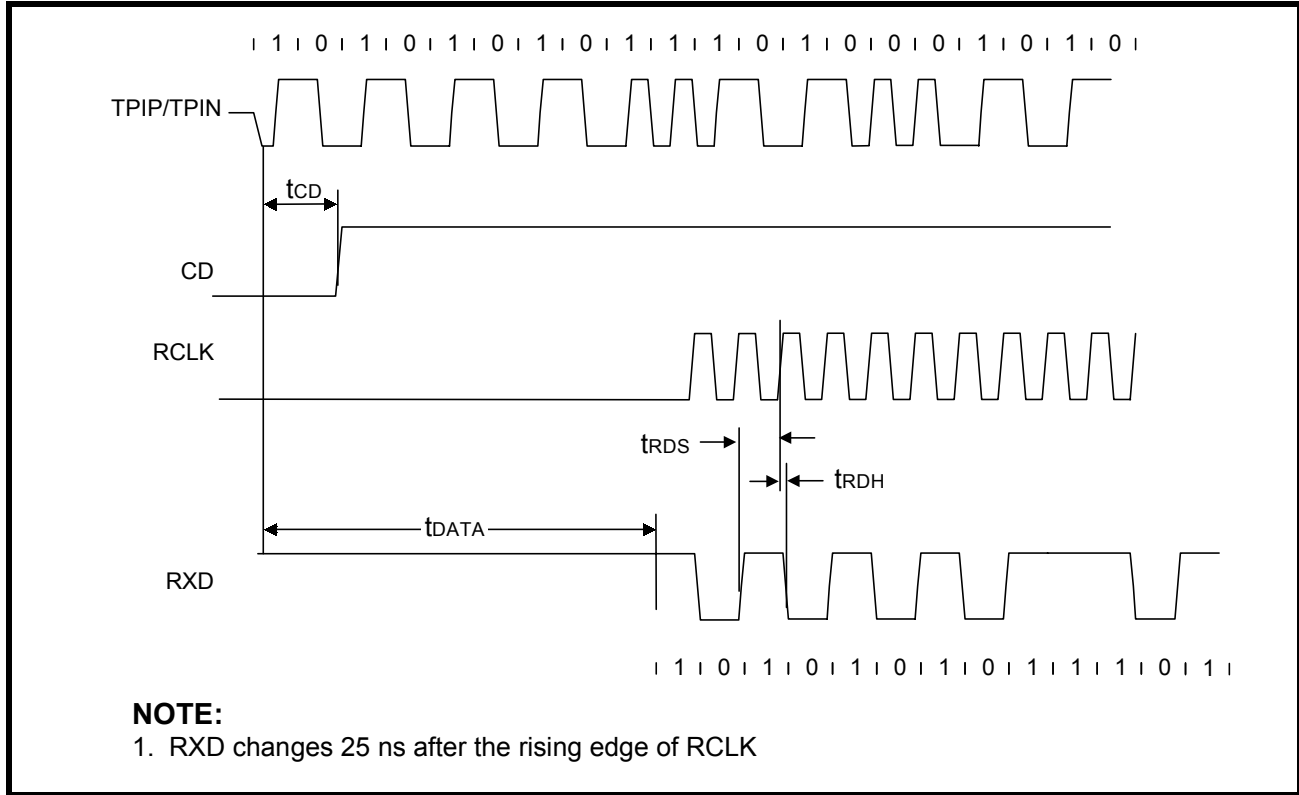 1 0 1 0 1 0 1 0 1 1 1 0 1 0 0 0 1 0 1 0
TPIP/TPIN
tCD
CD
RCLK
tRDS
tRDH
tDATA
RXD
1 0 1 0 1 0 1 0 1 1 1 0 1
NOTE:
1. RXD changes 25 ns after the rising edge of RCLK